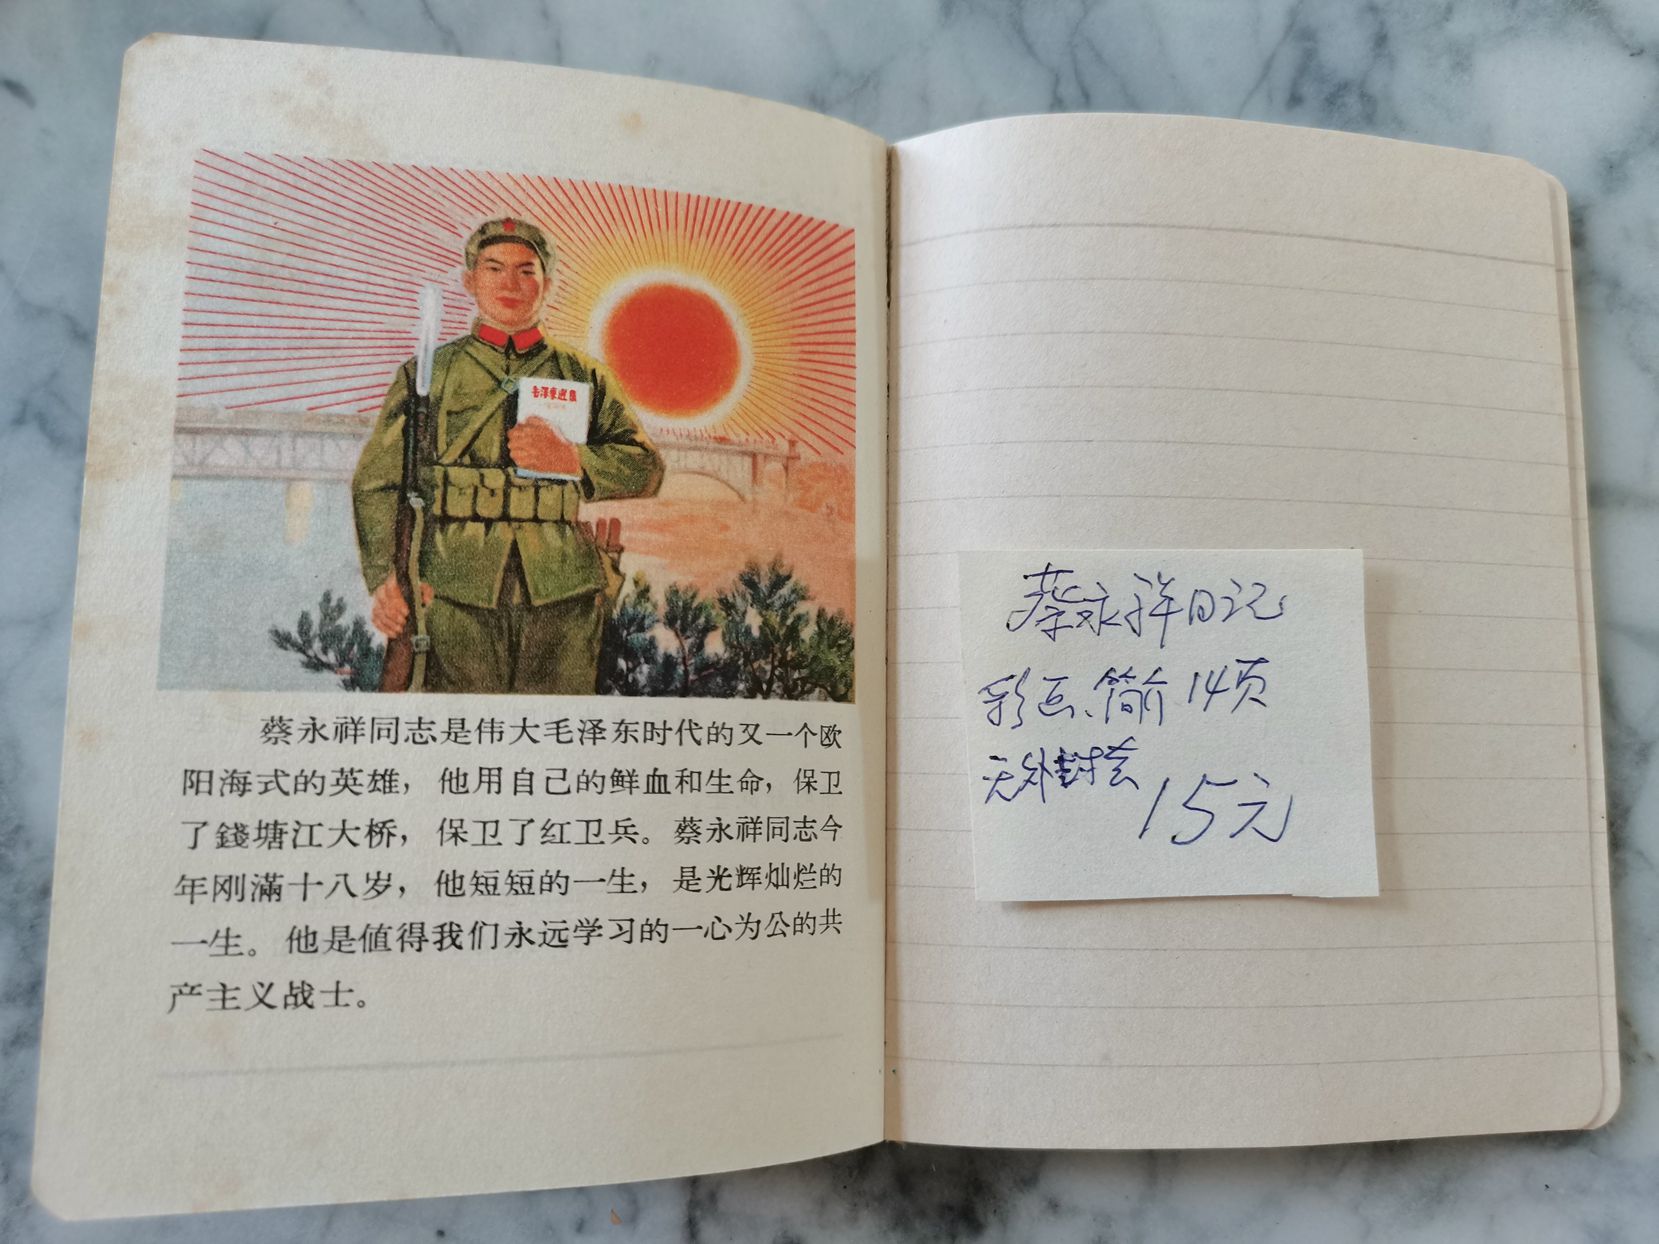 毛泽东选集
蔡永祥同志是伟大毛泽东时代的又一个欧
阳海式的英雄，他用自己的鲜血和生命，保卫
了錢塘江大桥，保卫了红卫兵。蔡永祥同志今
年刚滿十八岁，他短短的一生，是光辉灿烂的
一生。他是值得我们永远学习的一心为公的共
产主义战士。
蔡永祥日记
彩画、简介14页
无外封套
15元